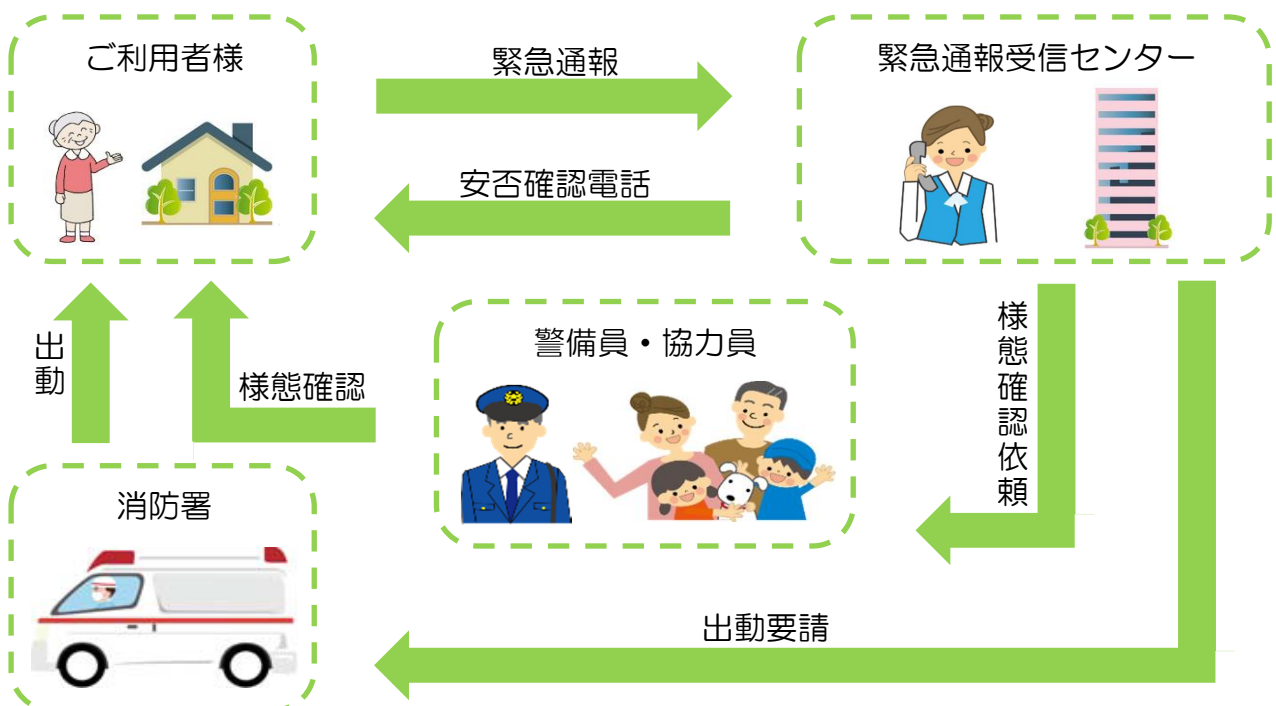 ご利用者様
緊急通報
緊急通報受信センター
安否確認電話
出動
様態確認
警備員・協力員
様態確認依頼
消防署
出動要請